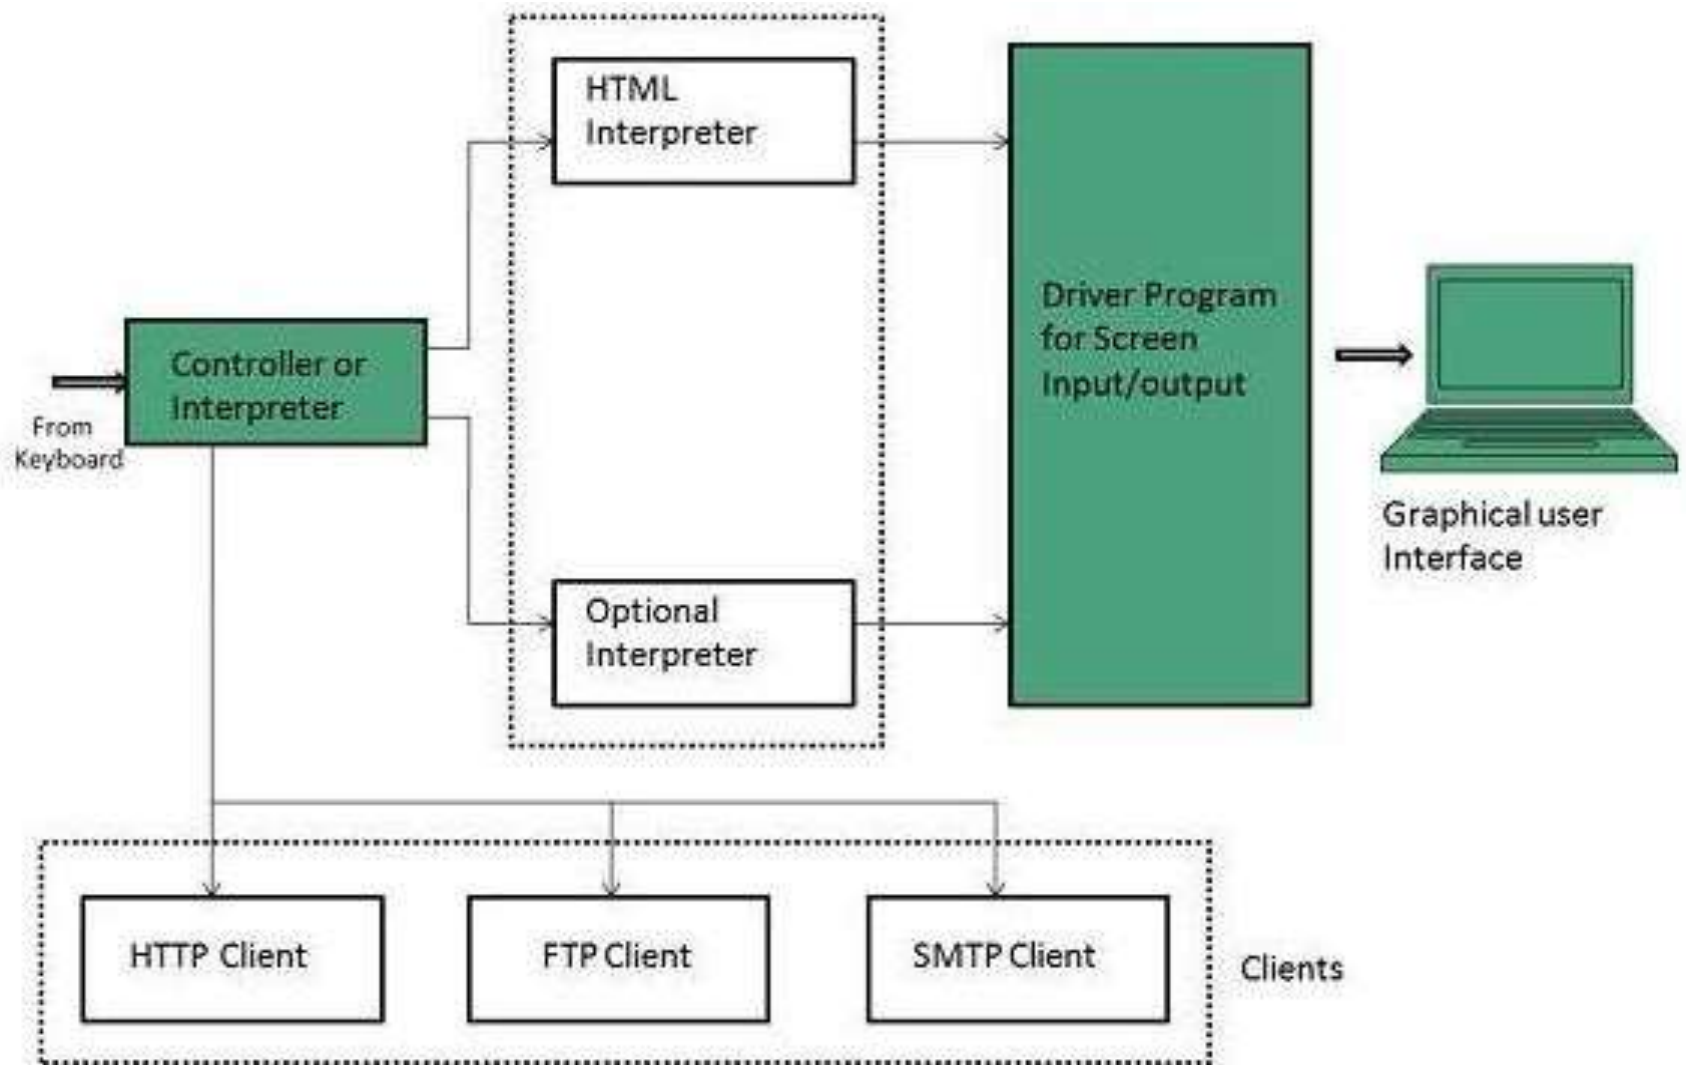 HTML
Interpreter
Controller or
Interpreter
From
Keyboard
Driver Program
for Screen
Input/output
Graphical user
Interface
Optional
Interpreter
HTTP Client
FTP Client
SMTP Client
Clients